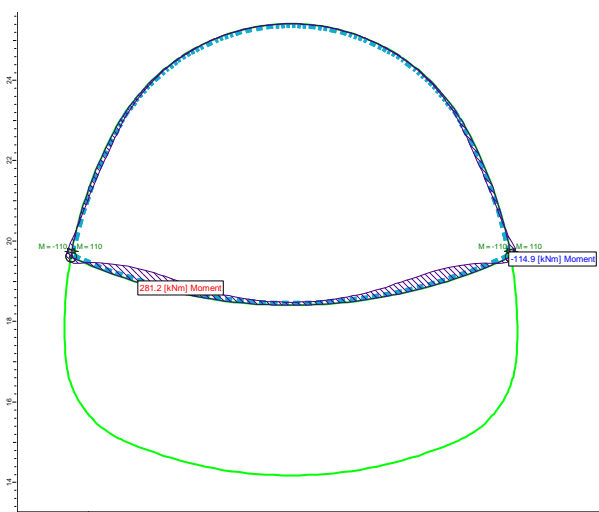 24
22
20
M = -110 M = 110
M = -110 M = 110
-114.9 [kNm] Moment
281.2 [kNm] Moment
18
16
14